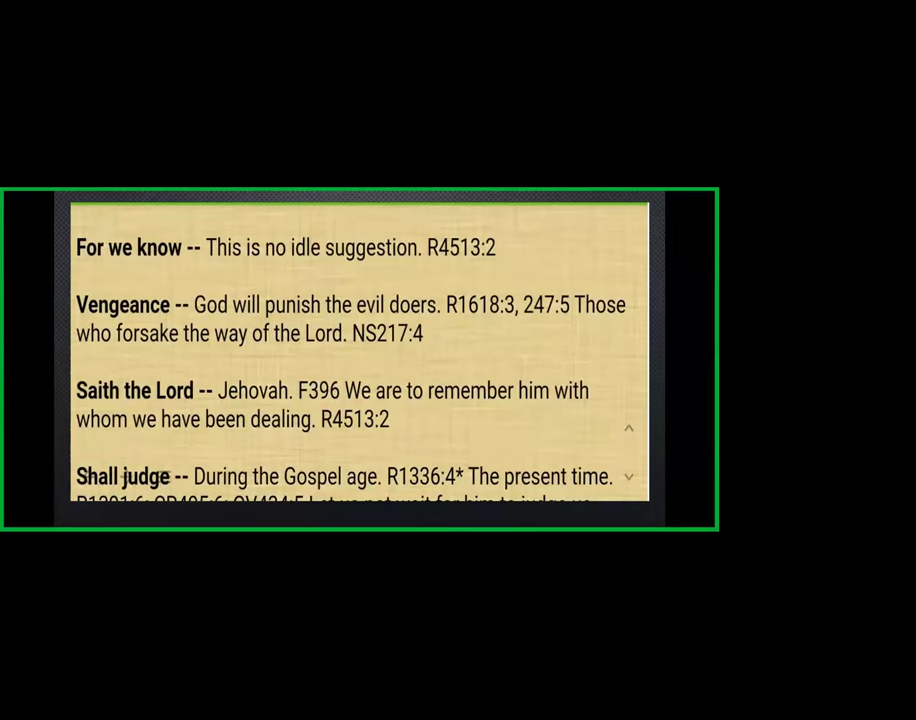 For we know -- This is no idle suggestion. R4513:2
Vengeance -- God will punish the evil doers. R1618:3, 247:5 Those
who forsake the way of the Lord. NS217:4
Saith the Lord -- Jehovah. F396 We are to remember him with
whom we have been dealing. R4513:2
Shall judge -- During the Gospel age. R1336:4* The present time.